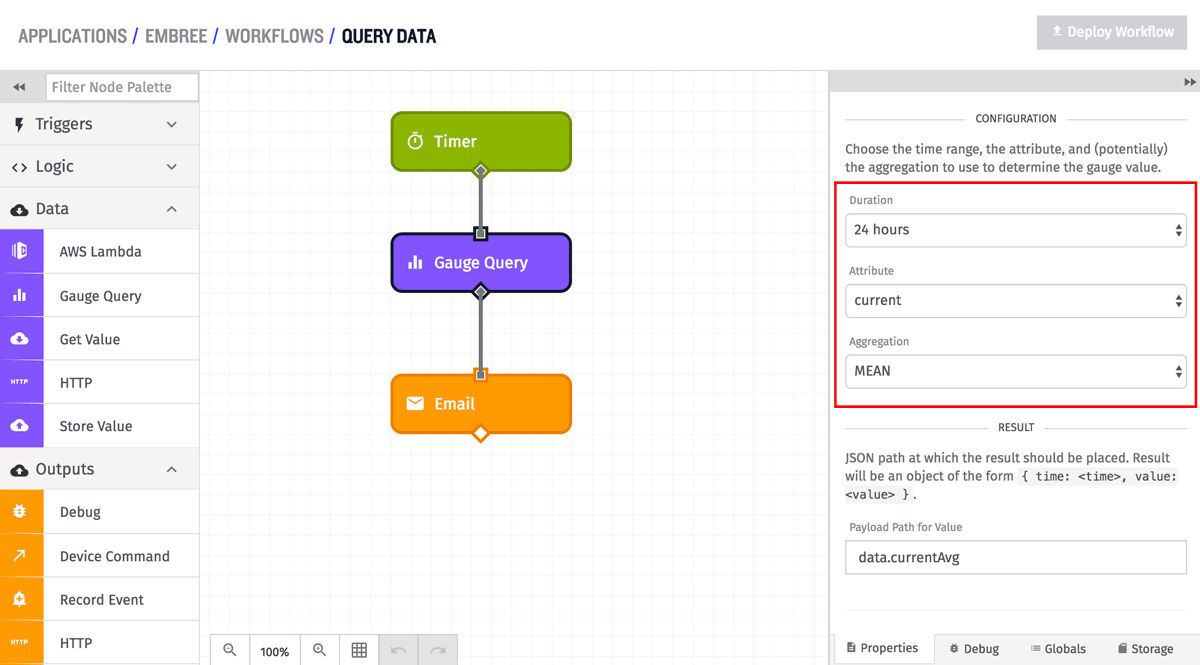 APPLICATIONS / EMBREE / WORKFLOWS / QUERY DATA
Deploy Workflow
Filter Node Palette
Triggers
Logic
Data
AWS Lambda
Gauge Query
Get Value
HTTP HTTP
Store Value
Outputs
Debug
Device Command
Record Event
HTTP HTTP
Timer
Gauge Query
Email
100%
CONFIGURATION
Choose the time range, the attribute, and (potentially)
the aggregation to use to determine the gauge value.
Duration
24 hours
Attribute
current
Aggregation
MEAN
RESULT
JSON path at which the result should be placed. Result
will be an object of the form { time: <time>, value:
<value> }.
Payload Path for Value
data.currentAvg
Properties Debug Globals Storage